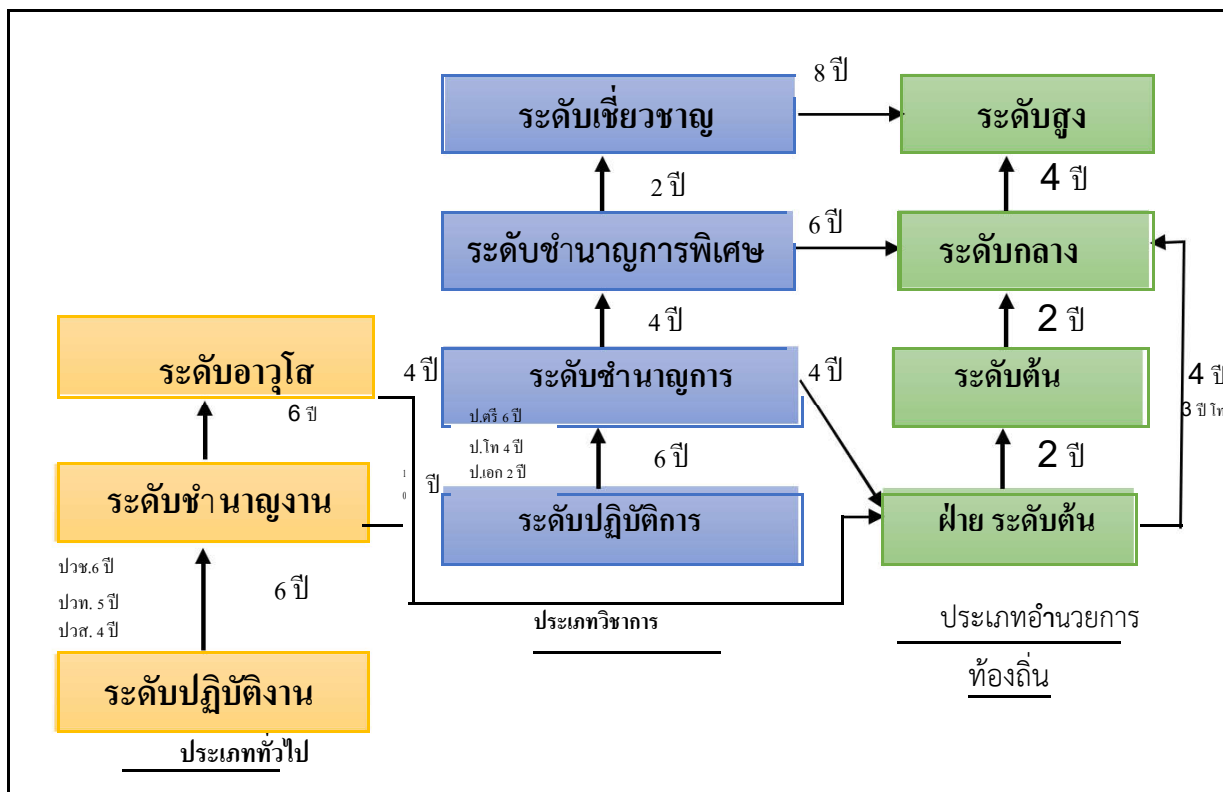 8 ปี
ระดับเชี่ยวชาญ
ระดับสูง
2 ปี
4 ปี
6 ปี
ระดับชำนาญการพิเศษ
ระดับกลาง
4 ปี
2 ปี
ระดับอาวุโส
4 ปี
ระดับชำนาญการ
4 ปี
ระดับต้น
4 ปี
3 ปี โท
6 ปี
ป.ตรี 6 ปี
ป.โท 4 ปี
ป.เอก 2 ปี
6 ปี
2 ปี
10 ปี
ระดับชำนาญงาน
ระดับปฏิบัติการ
ฝ่าย ระดับต้น
ปวช.6 ปี
ปวท. 5 ปี
ปวส. 4 ปี
6 ปี
ประเภทวิชาการ
ประเภทอำนวยการ
ท้องถิ่น
ระดับปฏิบัติงาน
ประเภททั่วไป